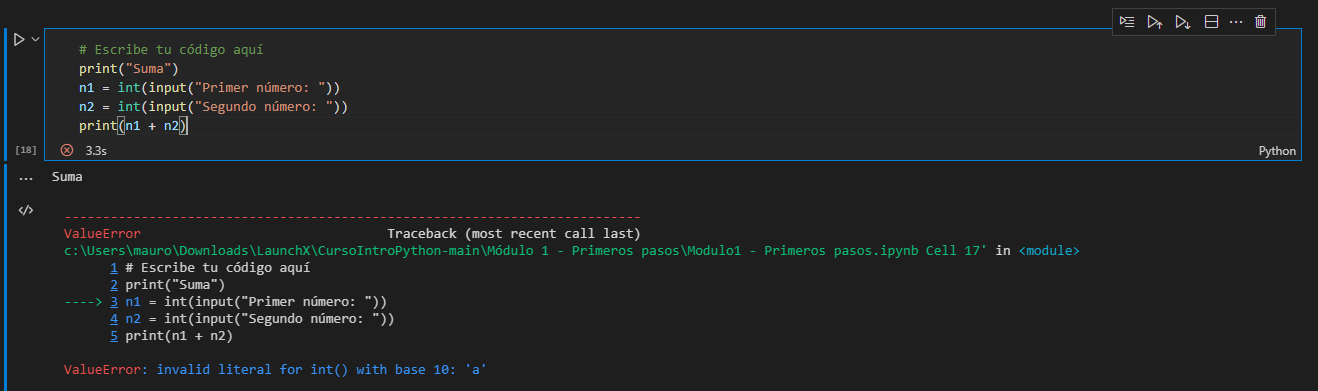 # Escribe tu código aquí
print("Suma")
n1 = int(input("Primer número: "))
n2 = int(input("Segundo número: "))
print(n1 + n2)
[18] 3.3s Python
... Suma
---------------------------------------------------------------------------
ValueError Traceback (most recent call last)
c:\Users\mauro\Downloads\LaunchX\CursoIntroPython-main\Módulo 1 - Primeros pasos\Modulo1 - Primeros pasos.ipynb Cell 17' in <module>
1 # Escribe tu código aquí
2 print("Suma")
----> 3 n1 = int(input("Primer número: "))
4 n2 = int(input("Segundo número: "))
5 print(n1 + n2)
ValueError: invalid literal for int() with base 10: 'a'